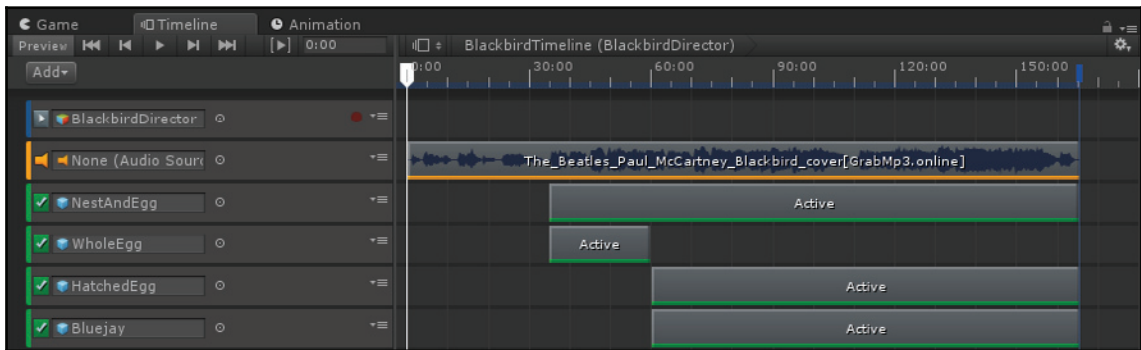 Game Timeline Animation
Preview 0:00 BlackbirdTimeline (BlackbirdDirector)
Add 0:00 30:00 60:00 90:00 120:00 150:00
BlackbirdDirector
None (Audio Sourc The_Beatles_Paul_McCartney_Blackbird_cover[GrabMp3.online]
NestAndEgg Active
WholeEgg Active
HatchedEgg Active
Bluejay Active